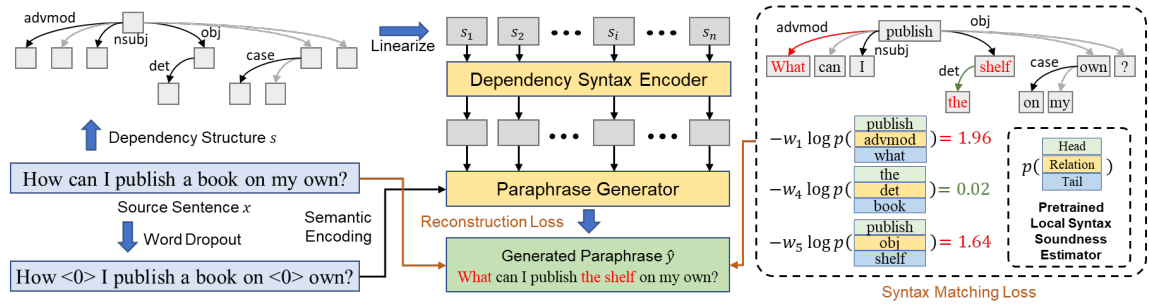 advmod
nsubj
obj
det
case
Dependency Structure s
How can I publish a book on my own?
Source Sentence x
Word Dropout
How <0> I publish a book on <0> own?
Linearize
Semantic
Encoding
s1 s2 ••• si ••• sn
Dependency Syntax Encoder
••• •••
Paraphrase Generator
Reconstruction Loss
Generated Paraphrase ŷ
What can I publish the shelf on my own?
advmod
publish
obj
nsubj
What can I shelf own ?
det
case
the on my
−w1 log p(
publish
advmod
what
) = 1.96
−w4 log p(
the
det
book
) = 0.02
−w5 log p(
publish
obj
shelf
) = 1.64
p(
Head
Relation
Tail
)
Pretrained
Local Syntax
Soundness
Estimator
Syntax Matching Loss